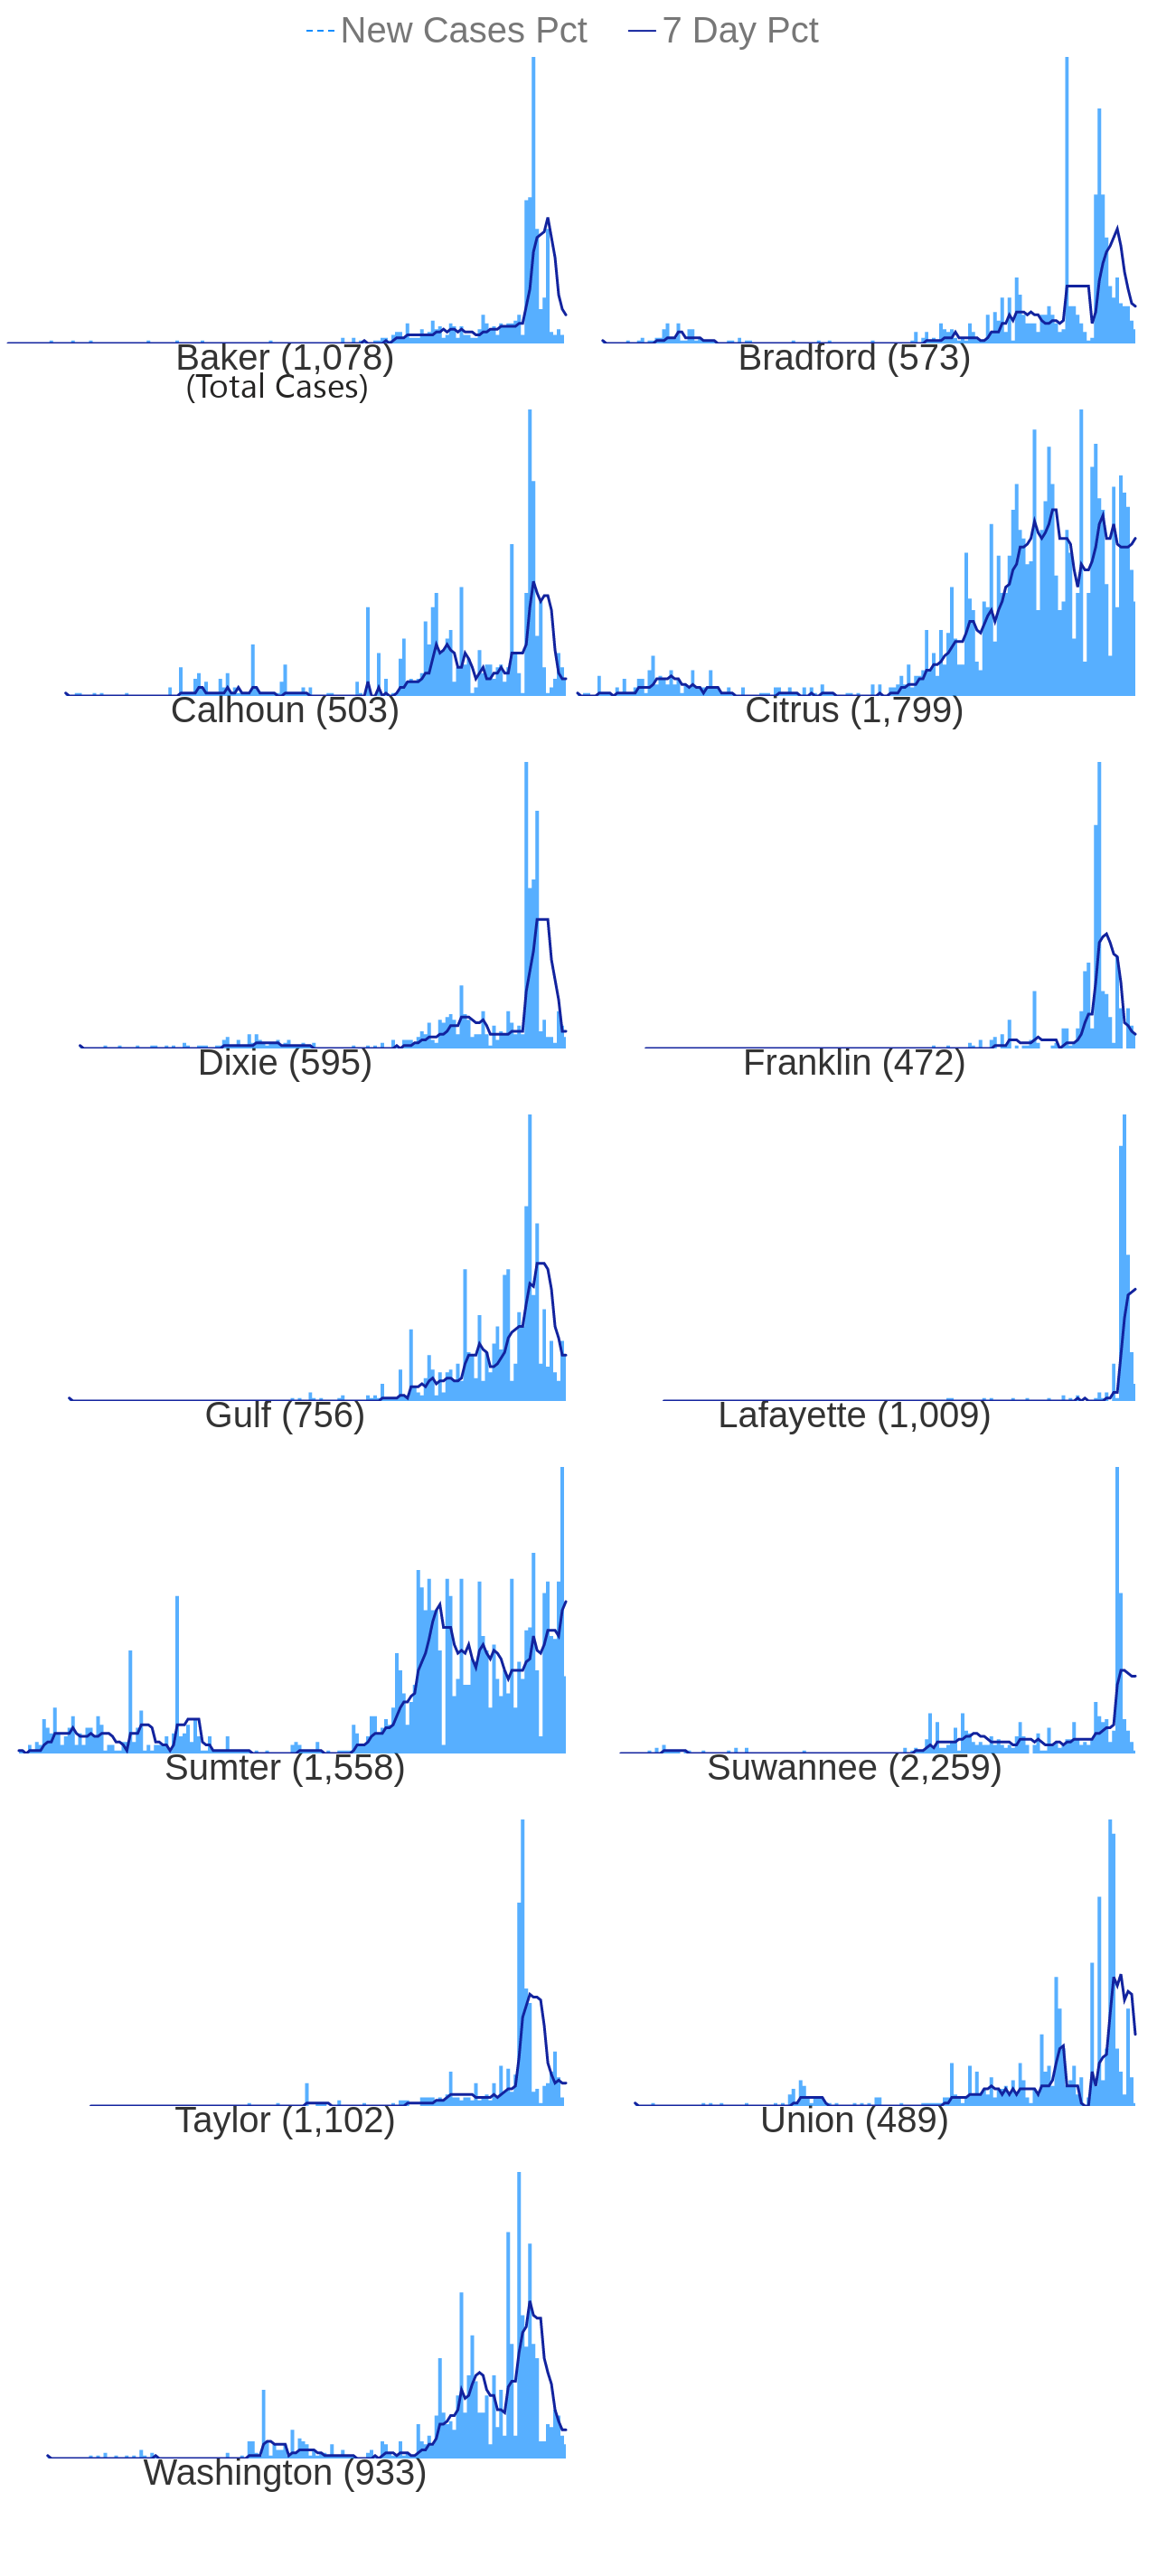 New Cases Pct 7 Day Pct
Baker (1,078) Bradford (573)
(Total Cases)
Calhoun (503) Citrus (1,799)
Dixie (595) Franklin (472)
Gulf (756) Lafayette (1,009)
Sumter (1,558) Suwannee (2,259)
Taylor (1,102) Union (489)
Washington (933)